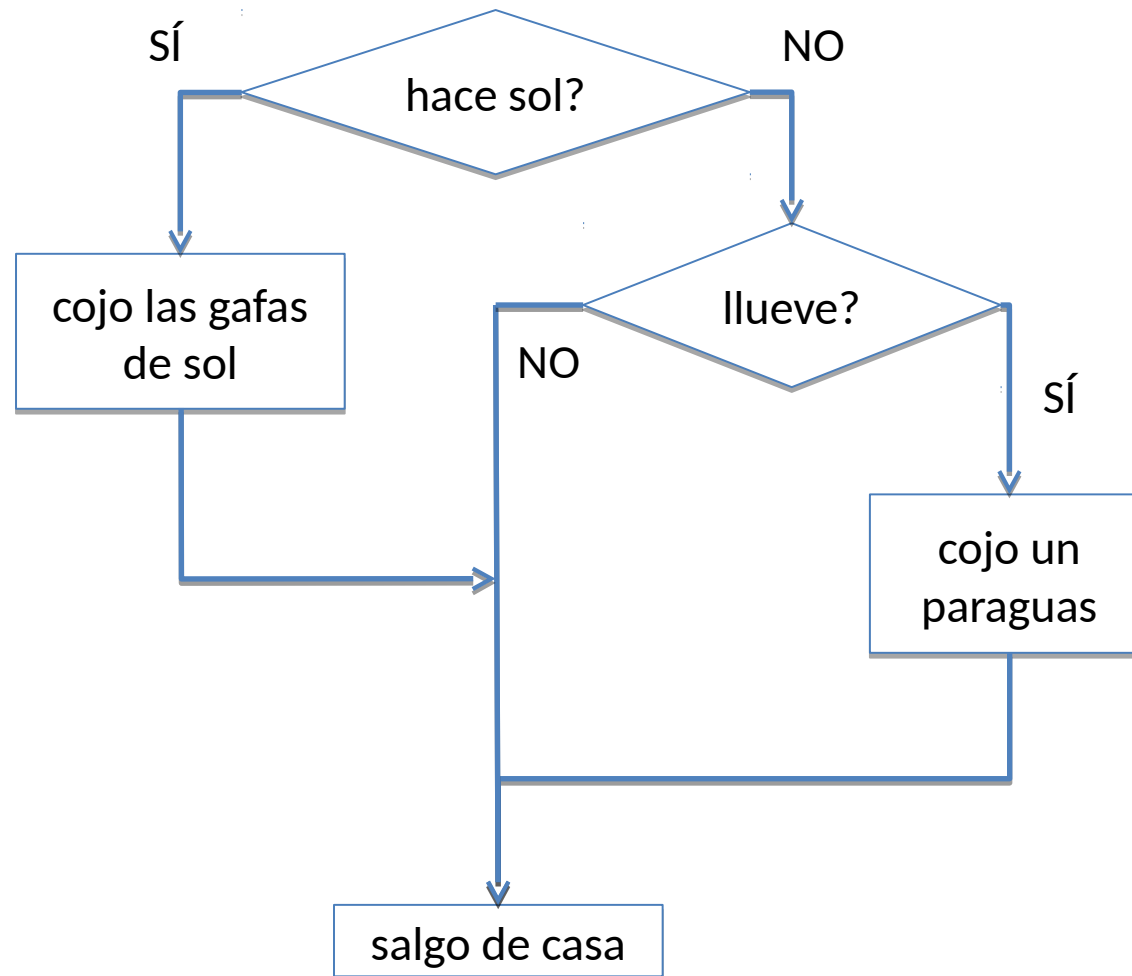 SÍ
NO
hace sol?
cojo las gafas
de sol
llueve?
NO
SÍ
cojo un
paraguas
salgo de casa